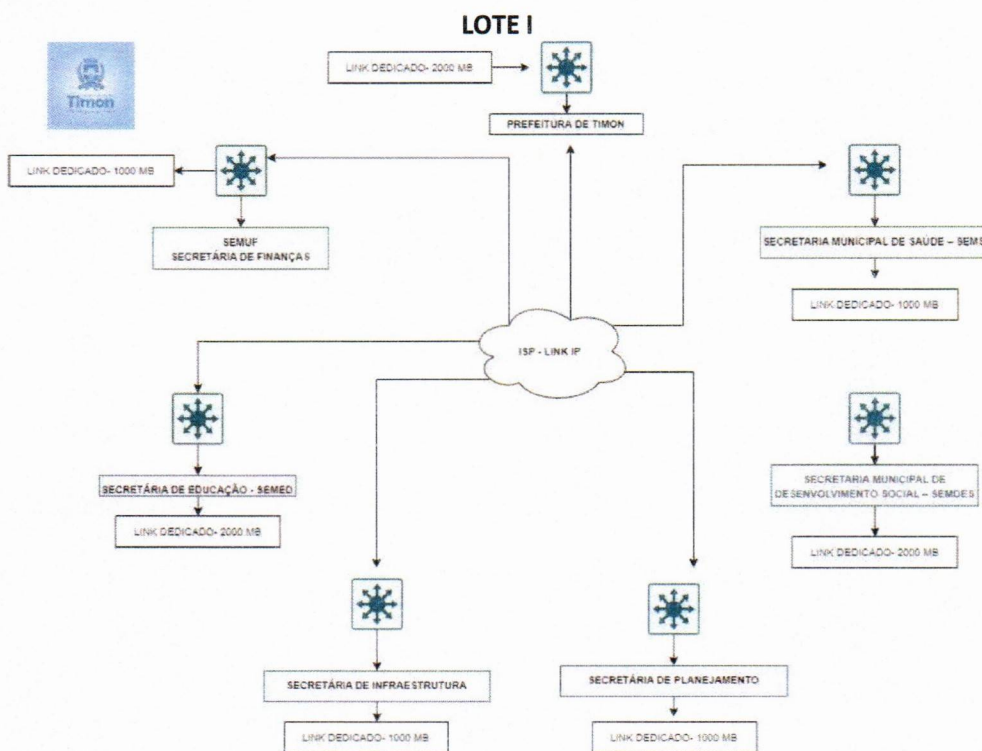 LOTE I
LINK DEDICADO- 2000 MB
Timon
PREFEITURA DE TIMON
LINK DEDICADO- 1000 MB
SEMUF
SECRETÁRIA DE FINANÇAS
SECRETARIA MUNICIPAL DE SAÚDE – SEMS
LINK DEDICADO- 1000 MB
ISP - LINK IP
SECRETÁRIA DE EDUCAÇÃO - SEMED
LINK DEDICADO- 2000 MB
SECRETARIA MUNICIPAL DE
DESENVOLVIMENTO SOCIAL – SEMDES
LINK DEDICADO- 2000 MB
SECRETÁRIA DE INFRAESTRUTURA
LINK DEDICADO- 1000 MB
SECRETÁRIA DE PLANEJAMENTO
LINK DEDICADO- 1000 MB